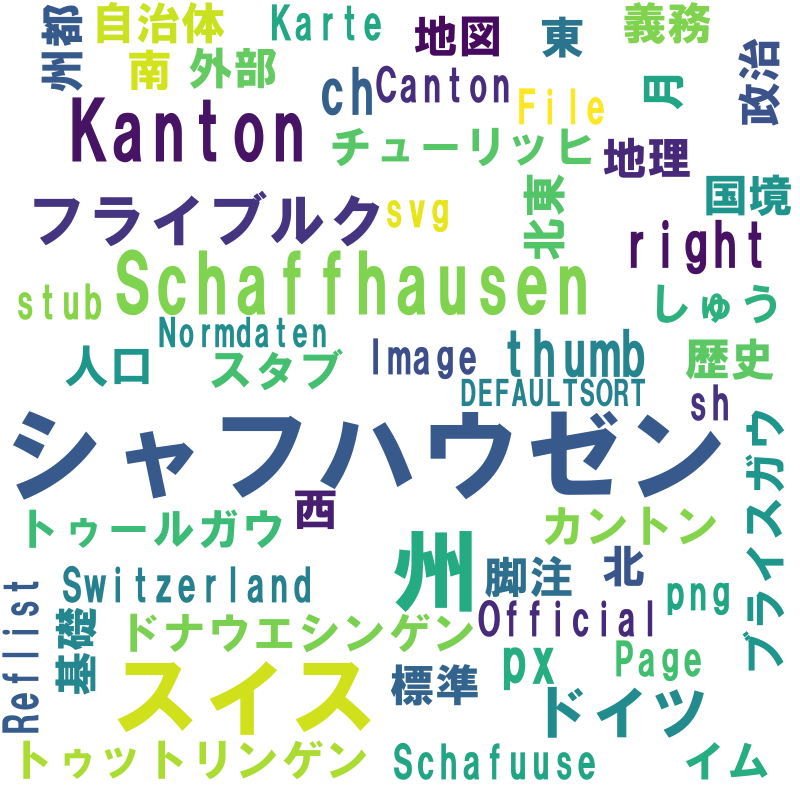 州都
自治体
Karte
地図
東
義務
南
外部
ch
Canton
File
月
政治
Kanton
チューリッヒ
地理
北東
国境
フライブルク
svg
right
Schaffhausen
stub
しゅう
Normdaten
人口
スタブ
Image
thumb
歴史
DEFAULTSORT
sh
シャフハウゼン
ブライスガウ
西
トゥールガウ
カントン
州
Switzerland
脚注
北
png
Reflist
基礎
ドナウエシンゲン
Official
px
Page
スイス
標準
ドイツ
トゥットリンゲン
Schafuuse
イム